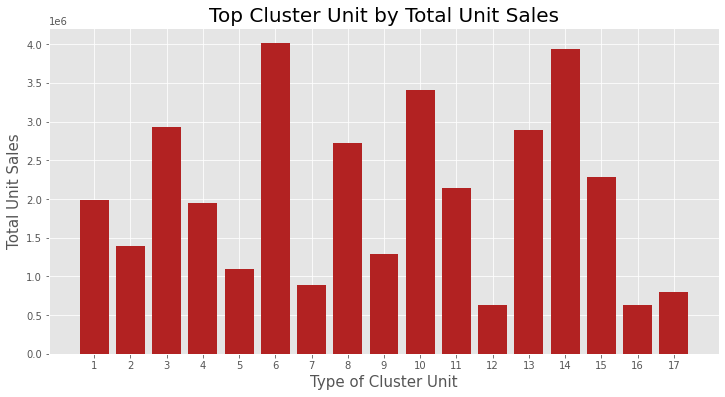 Top Cluster Unit by Total Unit Sales
1e6
4.0
3.5
3.0
2.5
2.0
1.5
1.0
0.5
0.0
Total Unit Sales
1 2 3 4 5 6 7 8 9 10 11 12 13 14 15 16 17
Type of Cluster Unit